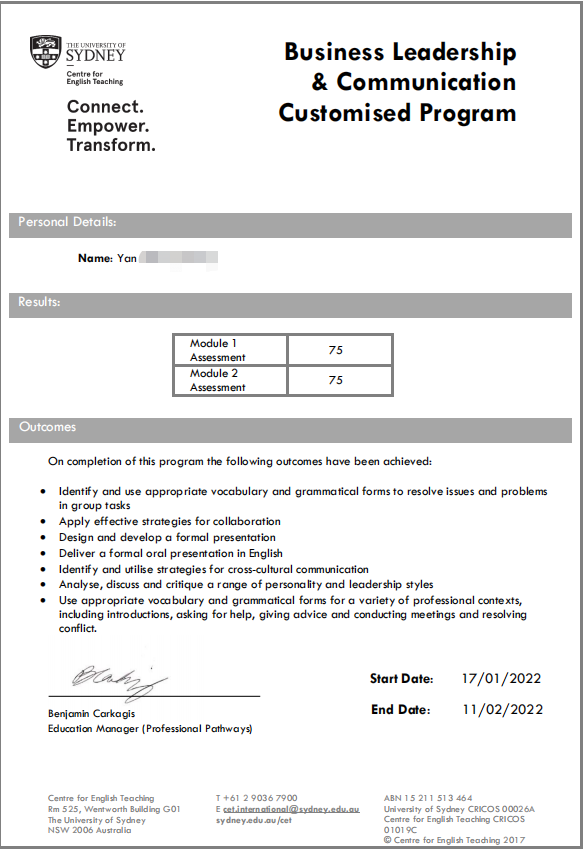 THE UNIVERSITY OF
SYDNEY
Centre for
English Teaching
Connect.
Empower.
Transform.
Business Leadership
& Communication
Customised Program
Personal Details:
Name: Yan
Results:
Module 1
Assessment
75
Module 2
Assessment
75
Outcomes
On completion of this program the following outcomes have been achieved:
• Identify and use appropriate vocabulary and grammatical forms to resolve issues and problems
in group tasks
• Apply effective strategies for collaboration
• Design and develop a formal presentation
• Deliver a formal oral presentation in English
• Identify and utilise strategies for cross-cultural communication
• Analyse, discuss and critique a range of personality and leadership styles
• Use appropriate vocabulary and grammatical forms for a variety of professional contexts,
including introductions, asking for help, giving advice and conducting meetings and resolving
conflict.
Benjamin Carkagis
Education Manager (Professional Pathways)
Start Date: 17/01/2022
End Date: 11/02/2022
Centre for English Teaching
Rm 525, Wentworth Building G01
The University of Sydney
NSW 2006 Australia
T +61 2 9036 7900
E cet.international@sydney.edu.au
sydney.edu.au/cet
ABN 15 211 513 464
University of Sydney CRICOS 00026A
Centre for English Teaching CRICOS
01019C
© Centre for English Teaching 2017